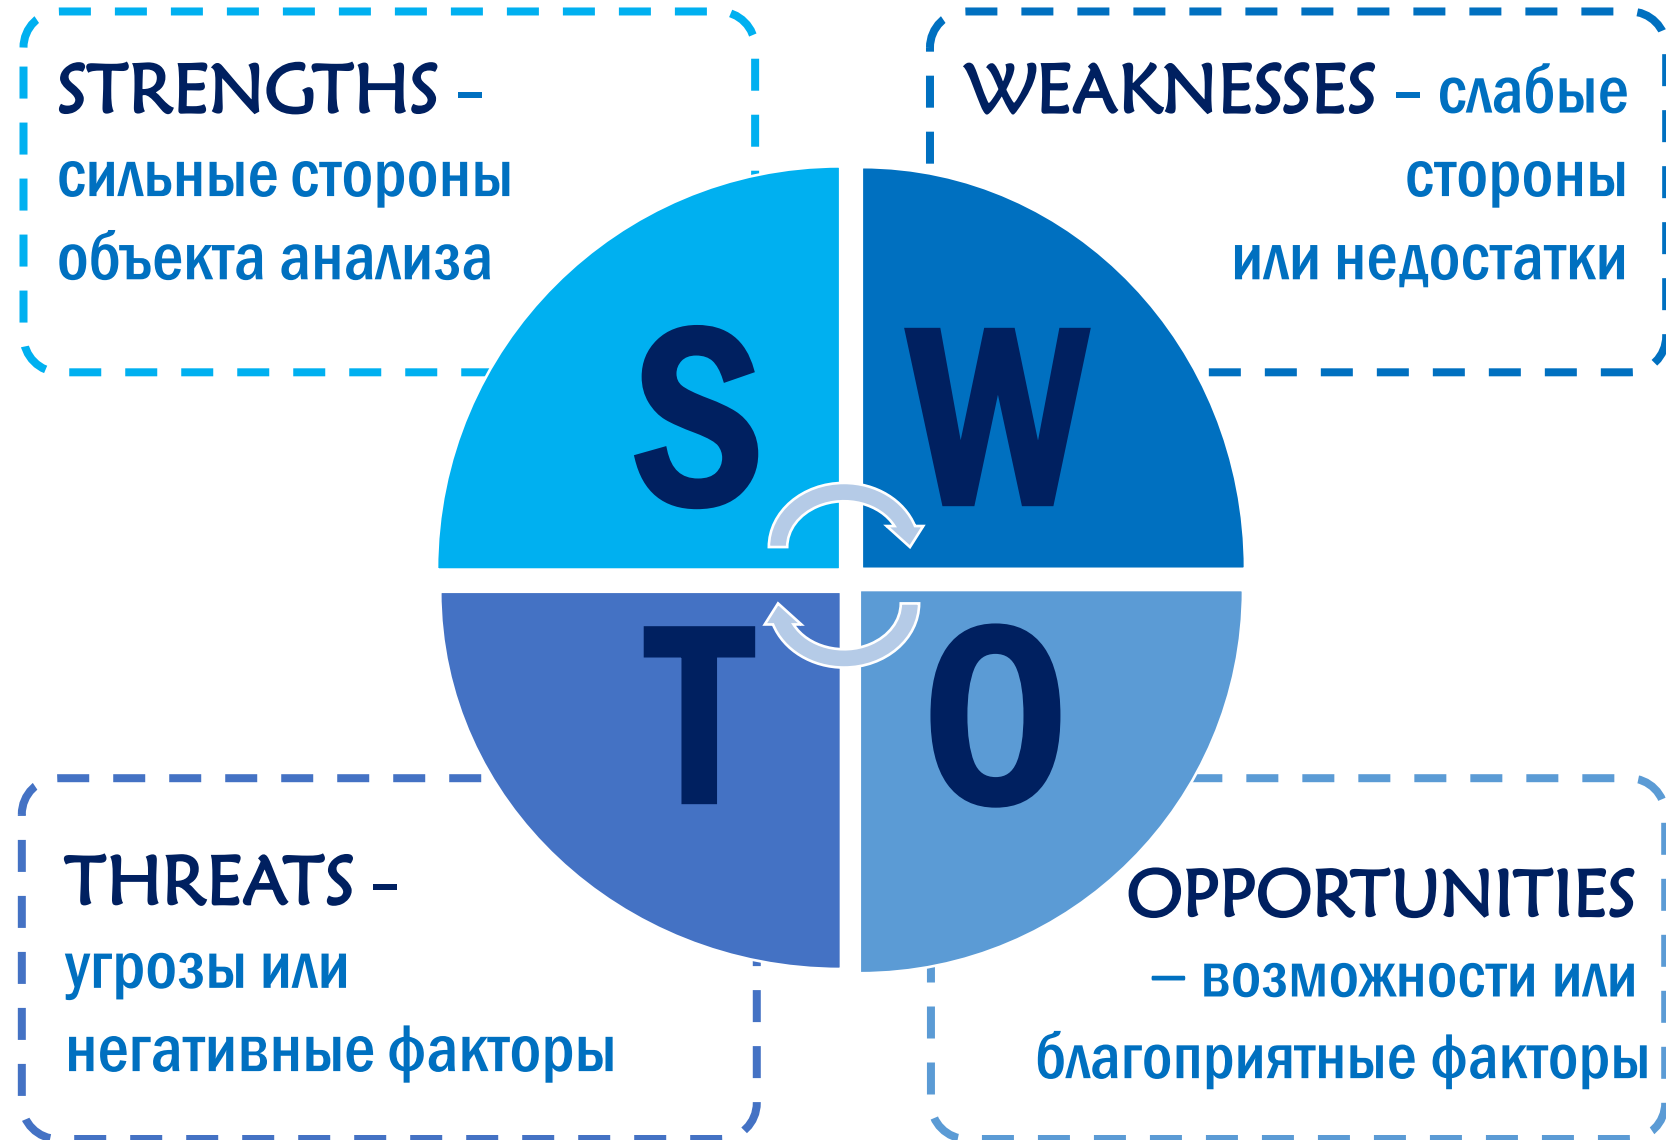 STRENGTHS –
сильные стороны
объекта анализа
WEAKNESSES – слабые
стороны
или недостатки
S
W
T
O
THREATS –
угрозы или
негативные факторы
OPPORTUNITIES
– возможности или
благоприятные факторы